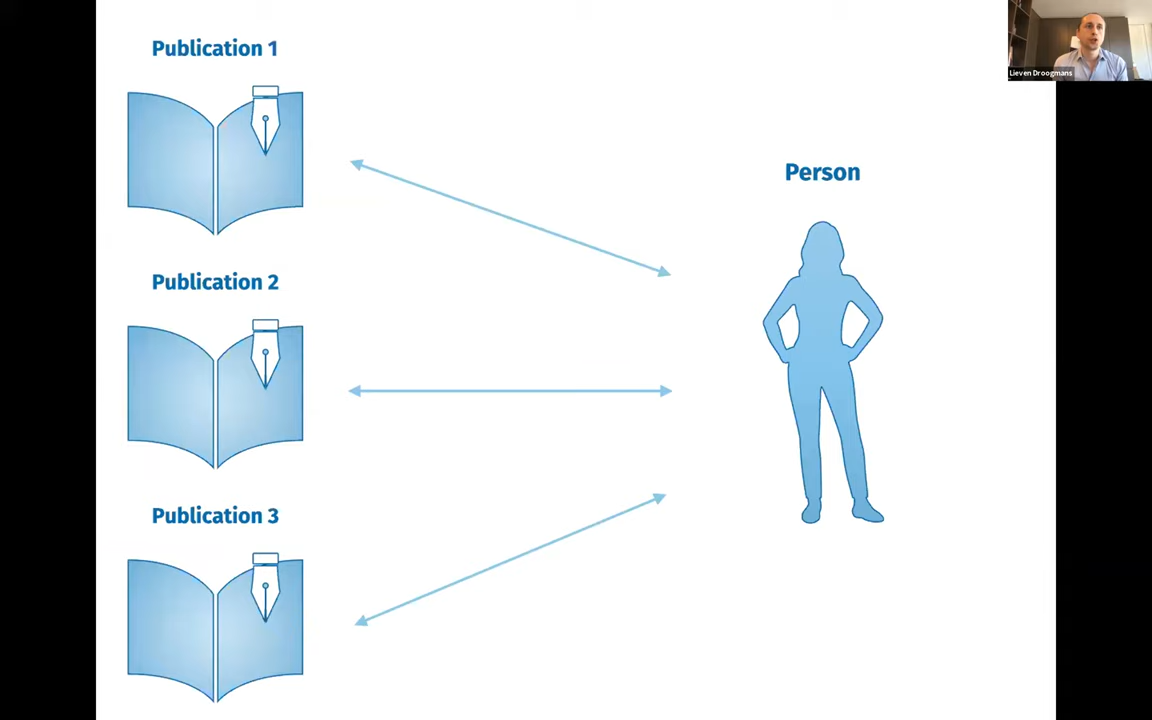 Publication 1
Lieven Droogmans
Person
Publication 2
Publication 3